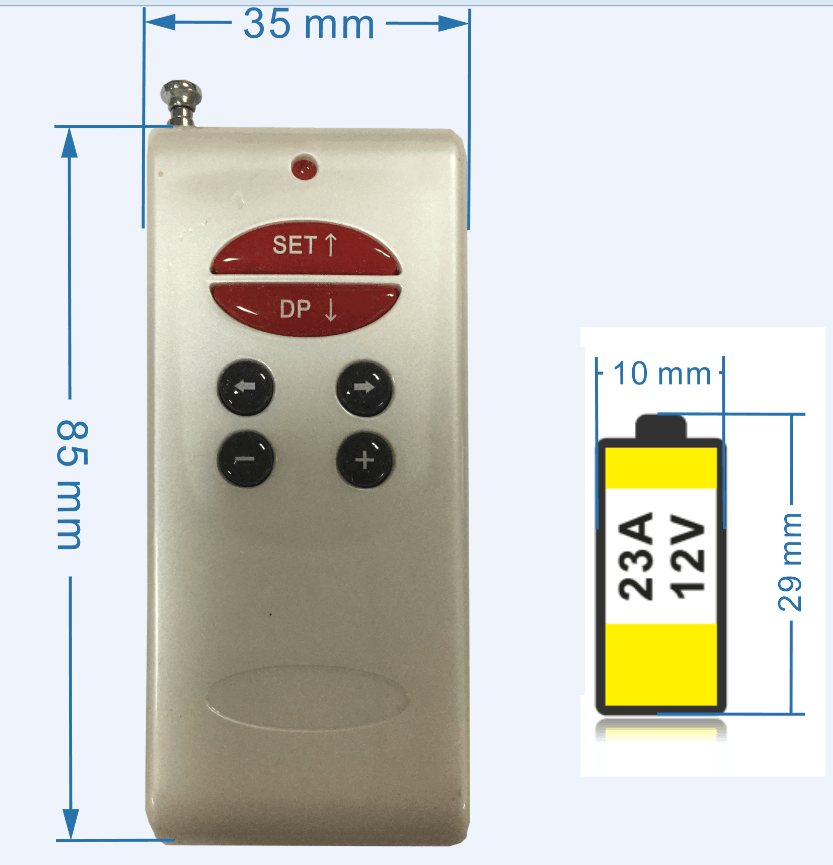 35 mm
SET ↑
DP ↓
← →
− +
85 mm
10 mm
23A
12V
29 mm